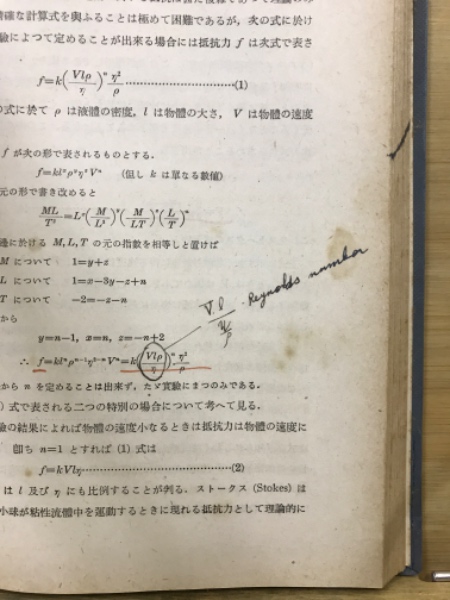 精確な計算式を與ふることは極めて困難であるが，次の式に於け
驗によつて定めることが出來る場合には抵抗力 f は次式で表さ
f=k(Vlρ/η)ⁿ η²/ρ ……………………………(1)
の式に於て ρ は液體の密度，l は物體の大さ，V は物體の速度
f が次の形で表されるものとする．
f=klˣρʸηᶻVⁿ (但し k は單なる數値)
元の形で書き改めると
ML/T²=Lˣ(M/L³)ʸ(M/LT)ᶻ(L/T)ⁿ
邊に於ける M, L, T の元の指數を相等しと置けば
M について 1=y+z
L について 1=x−3y−z+n
T について −2=−z−n
から
V.l/(η/ρ) Reynolds number
y=n−1, x=n, z=−n+2
∴ f=klⁿρⁿ⁻¹η²⁻ⁿVⁿ=k(Vlρ/η)ⁿ η²/ρ
から n を定めることは出來ず，たゞ實驗にまつのみである．
) 式で表される二つの特別の場合について考へて見る．
驗の結果によれば物體の速度小なるときは抵抗力は物體の速度に
卽ち n=1 とすれば (1) 式は
f=kVlη……………………………………(2)
は l 及び η にも比例することが判る．ストークス (Stokes) は
小球が粘性流體中を運動するときに現れる抵抗力として理論的に